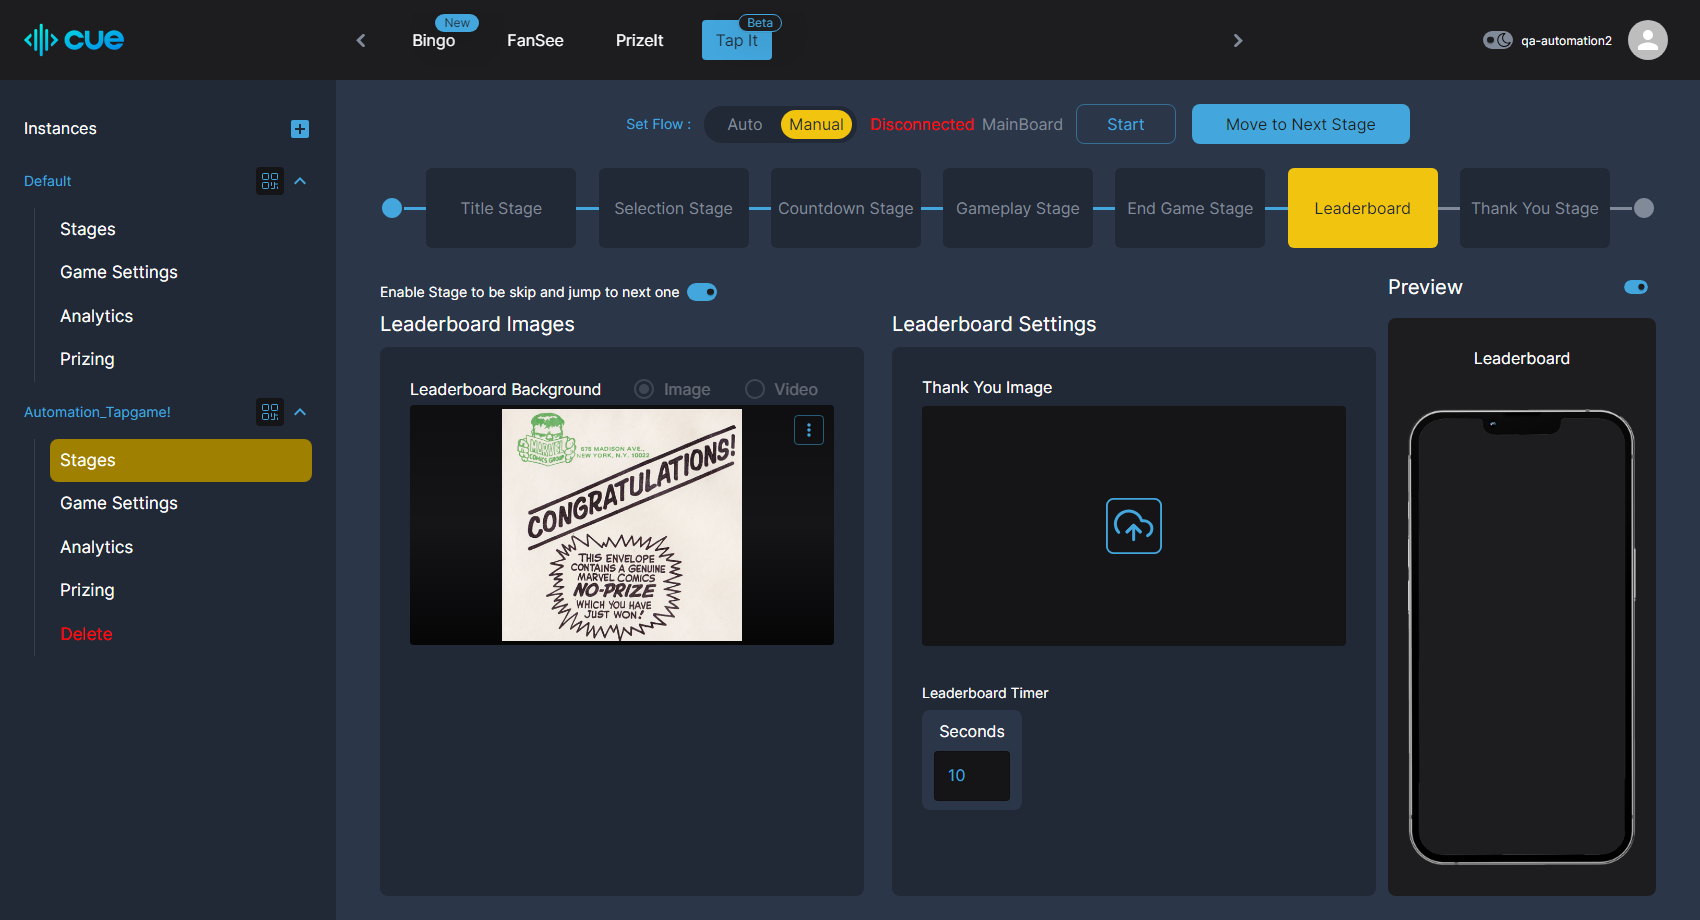 cue
New
Bingo
FanSee
PrizeIt
Beta
Tap It
qa-automation2
Instances
Default
Stages
Game Settings
Analytics
Prizing
Automation_Tapgame!
Stages
Game Settings
Analytics
Prizing
Delete
Set Flow :
Auto
Manual
Disconnected MainBoard
Start
Move to Next Stage
Title Stage
Selection Stage
Countdown Stage
Gameplay Stage
End Game Stage
Leaderboard
Thank You Stage
Enable Stage to be skip and jump to next one
Leaderboard Images
Leaderboard Background
Image
Video
MARVEL
COMICS GROUP
575 MADISON AVE.,
NEW YORK, N.Y. 10022
CONGRATULATIONS!
THIS ENVELOPE
CONTAINS A GENUINE
MARVEL COMICS
NO-PRIZE
WHICH YOU HAVE
JUST WON!
Leaderboard Settings
Thank You Image
Leaderboard Timer
Seconds
10
Preview
Leaderboard